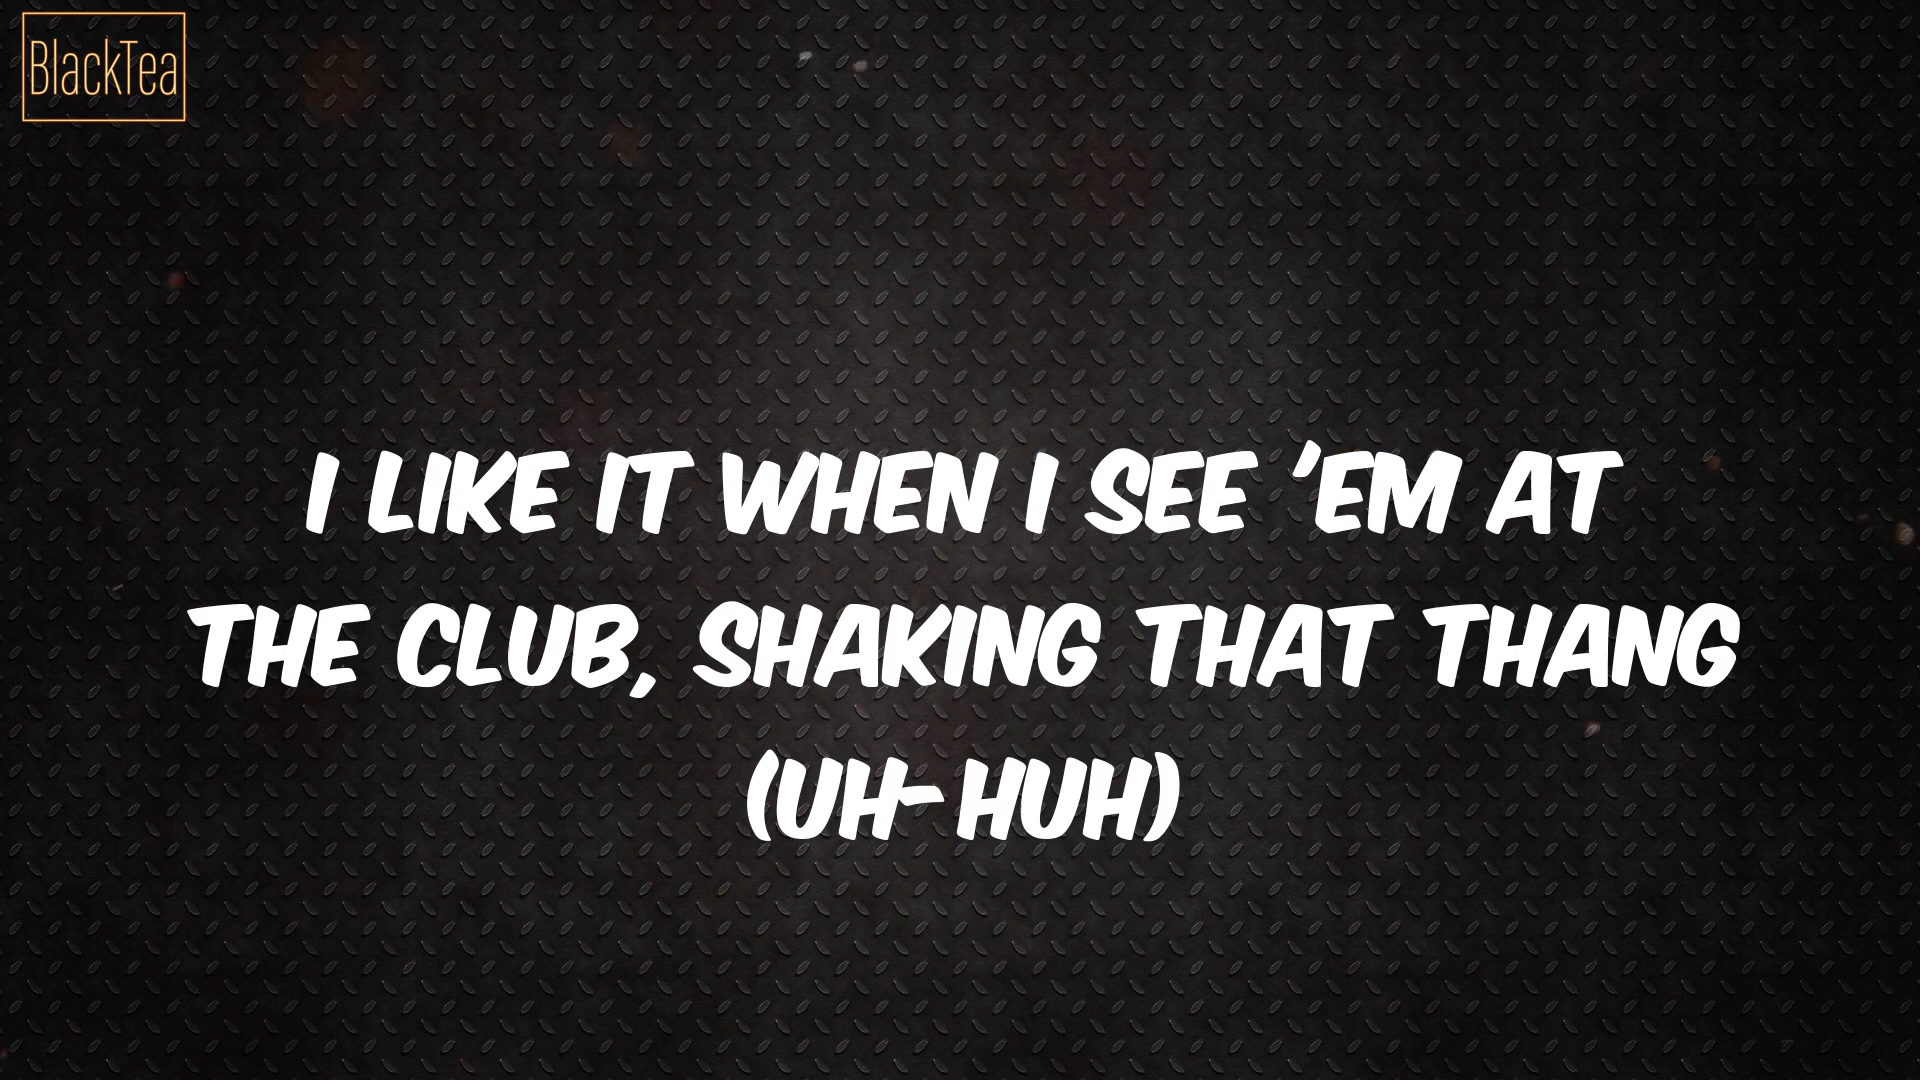 BlackTea
I LIKE IT WHEN I SEE 'EM AT
THE CLUB, SHAKING THAT THANG
(UH-HUH)